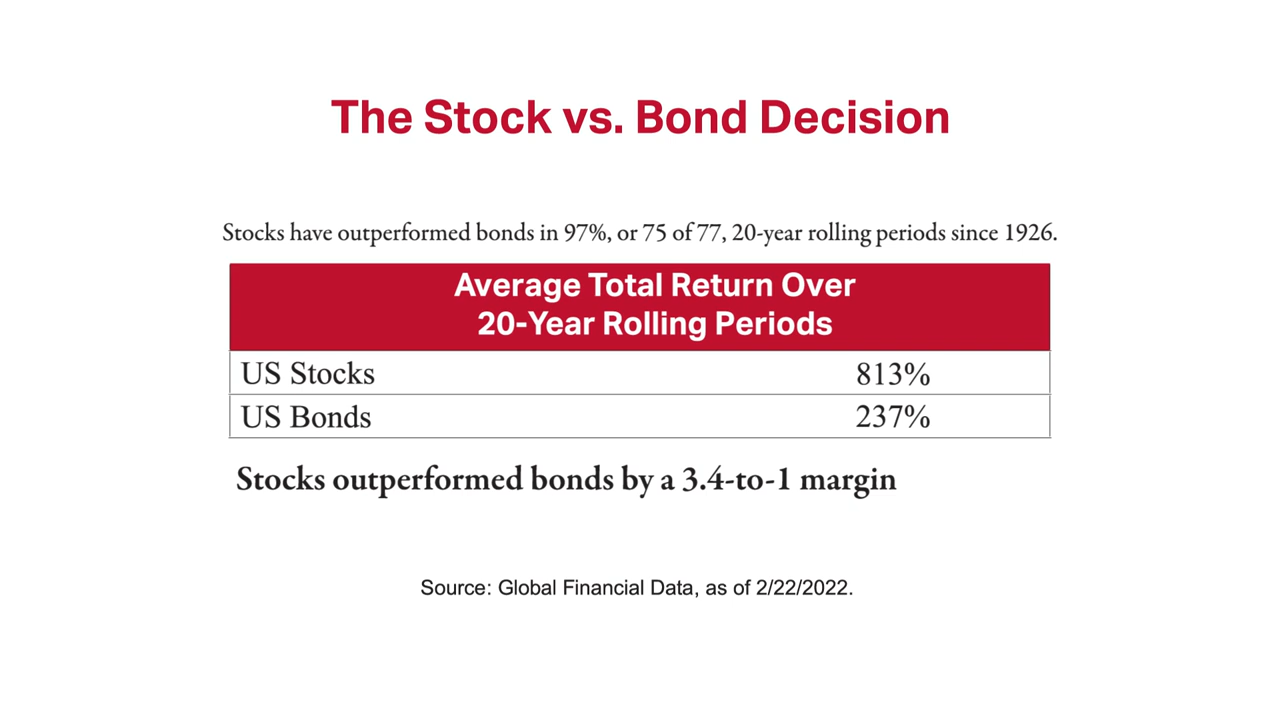 The Stock vs. Bond Decision
Stocks have outperformed bonds in 97%, or 75 of 77, 20-year rolling periods since 1926.
Average Total Return Over
20-Year Rolling Periods
US Stocks 813%
US Bonds 237%
Stocks outperformed bonds by a 3.4-to-1 margin
Source: Global Financial Data, as of 2/22/2022.